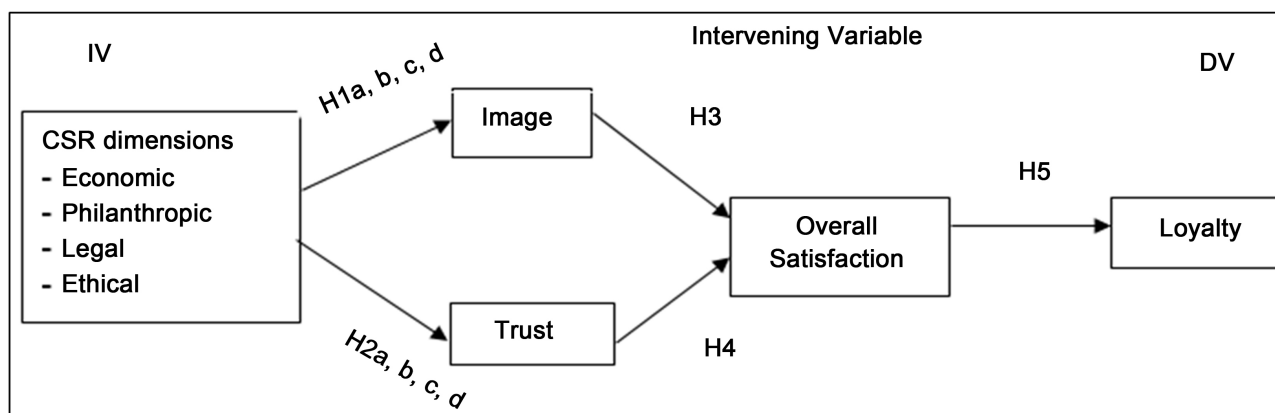 Intervening Variable
IV
DV
H1a, b, c, d
CSR dimensions
- Economic
- Philanthropic
- Legal
- Ethical
Image
H3
H5
Overall
Satisfaction
Loyalty
Trust
H2a, b, c, d
H4